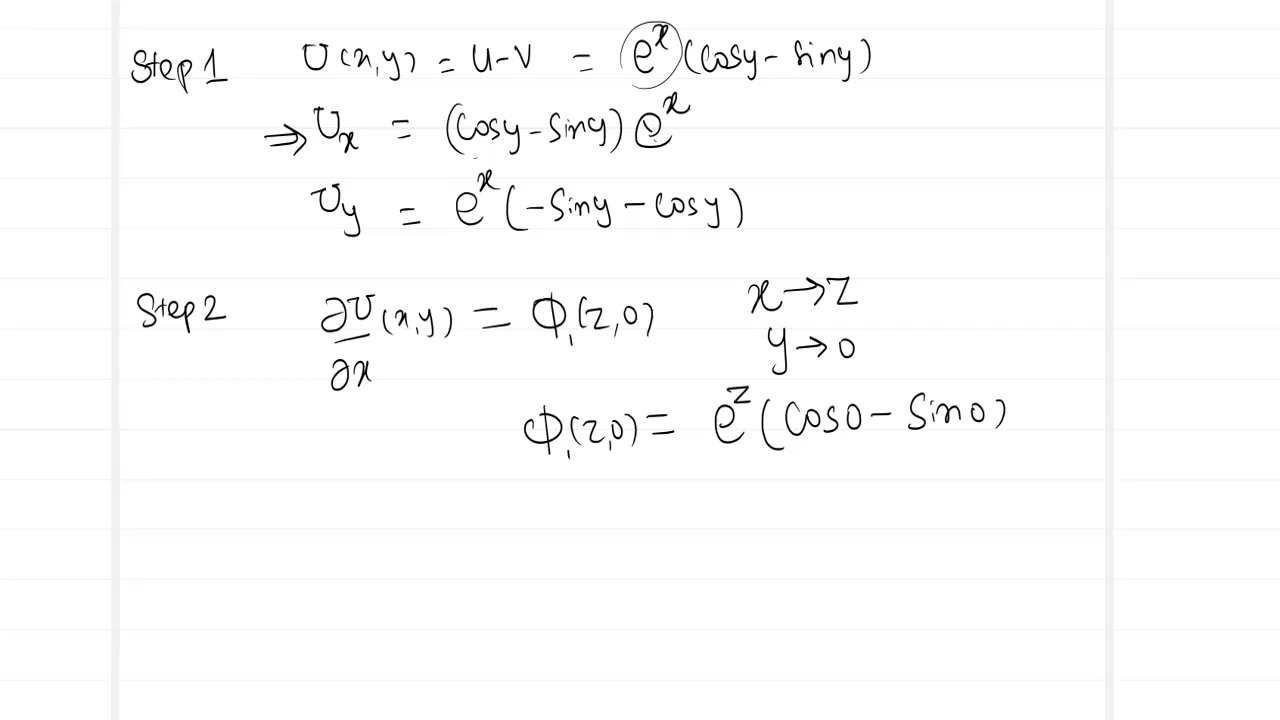 Step 1 U(x,y) = u-v = e^x (cosy - siny)
⇒ U_x = (cosy - siny) e^x
U_y = e^x (-siny - cosy)
Step 2 ∂U/∂x (x,y) = Φ₁(z,0) x → z
y → 0
Φ₁(z,0) = e^z (cos0 - sin0)